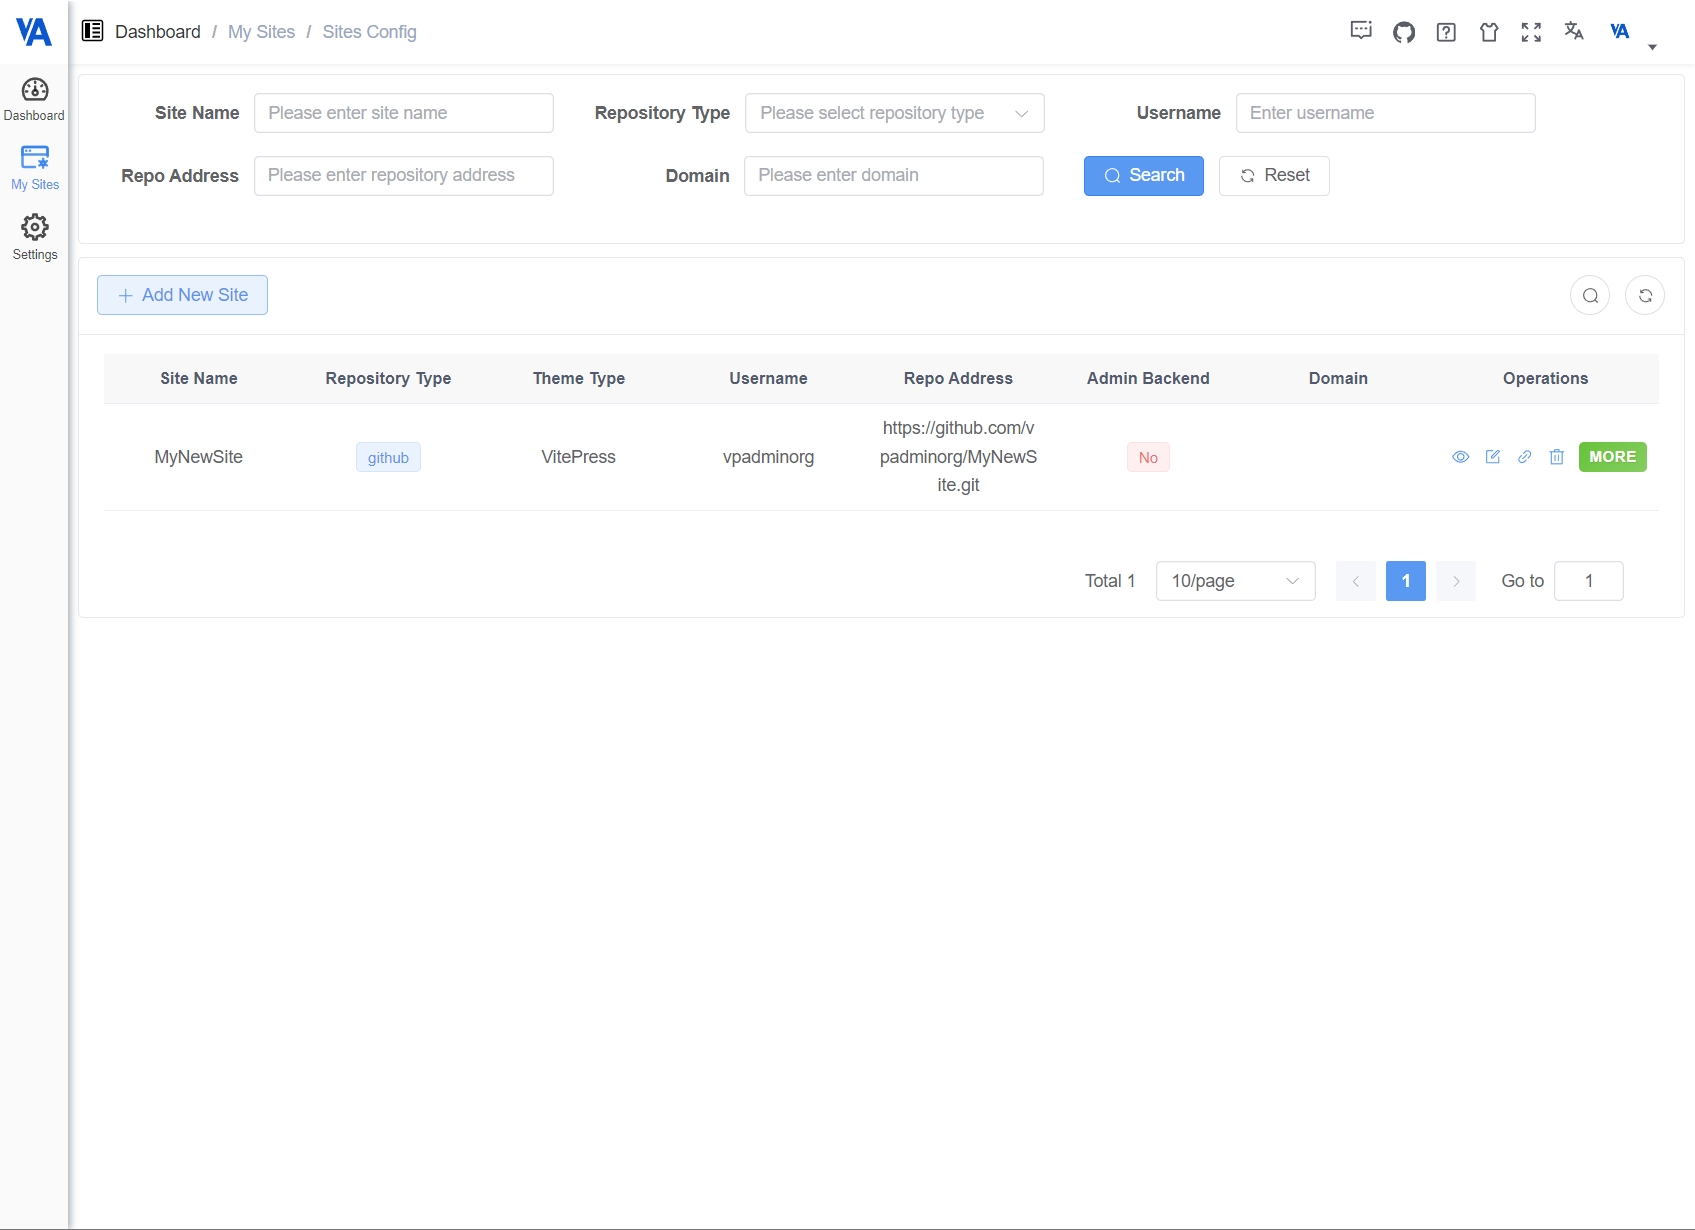 VA
Dashboard / My Sites / Sites Config
VA
Dashboard
My Sites
Settings
Site Name Please enter site name Repository Type Please select repository type Username Enter username
Repo Address Please enter repository address Domain Please enter domain Search Reset
Add New Site
Site Name Repository Type Theme Type Username Repo Address Admin Backend Domain Operations
MyNewSite github VitePress vpadminorg https://github.com/v
padminorg/MyNewS
ite.git
No MORE
Total 1 10/page 1 Go to 1